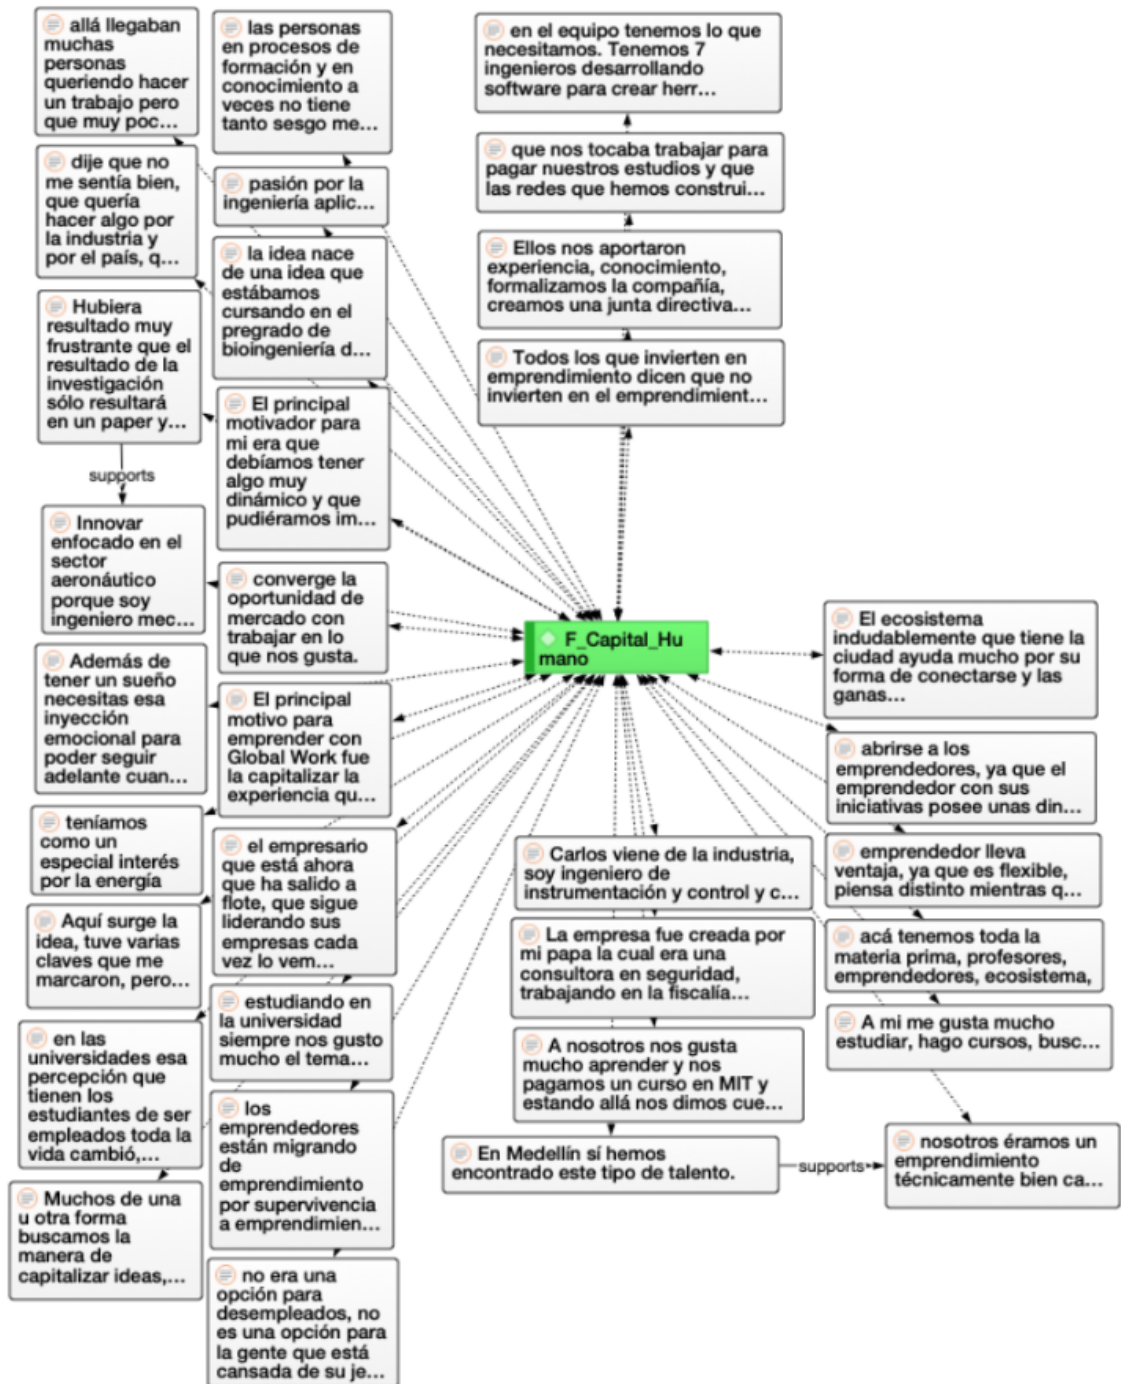 allá llegaban
muchas
personas
queriendo hacer
un trabajo pero
que muy poc...
dije que no
me sentía bien,
que quería
hacer algo por
la industria y
por el país, q...
Hubiera
resultado muy
frustrante que el
resultado de la
investigación
sólo resultará
en un paper y...
supports
Innovar
enfocado en el
sector
aeronáutico
porque soy
ingeniero mec...
Además de
tener un sueño
necesitas esa
inyección
emocional para
poder seguir
adelante cuan...
teníamos
como un
especial interés
por la energía
Aquí surge la
idea, tuve varias
claves que me
marcaron, pero...
en las
universidades esa
percepción que
tienen los
estudiantes de ser
empleados toda la
vida cambió,...
Muchos de una
u otra forma
buscamos la
manera de
capitalizar ideas,...
las personas
en procesos de
formación y en
conocimiento a
veces no tiene
tanto sesgo me...
pasión por la
ingeniería aplic...
la idea nace
de una idea que
estábamos
cursando en el
pregrado de
bioingeniería d...
El principal
motivador para
mi era que
debíamos tener
algo muy
dinámico y que
pudiéramos im...
converge la
oportunidad de
mercado con
trabajar en lo
que nos gusta.
El principal
motivo para
emprender con
Global Work fue
la capitalizar la
experiencia qu...
el empresario
que está ahora
que ha salido a
flote, que sigue
liderando sus
empresas cada
vez lo vem...
estudiando en
la universidad
siempre nos gusto
mucho el tema...
los
emprendedores
están migrando
de
emprendimiento
por supervivencia
a emprendimien...
no era una
opción para
desempleados, no
es una opción para
la gente que está
cansada de su je...
en el equipo tenemos lo que
necesitamos. Tenemos 7
ingenieros desarrollando
software para crear herr...
que nos tocaba trabajar para
pagar nuestros estudios y que
las redes que hemos construi...
Ellos nos aportaron
experiencia, conocimiento,
formalizamos la compañía,
creamos una junta directiva...
Todos los que invierten en
emprendimiento dicen que no
invierten en el emprendimient...
F_Capital_Hu
mano
Carlos viene de la industria,
soy ingeniero de
instrumentación y control y c...
La empresa fue creada por
mi papa la cual era una
consultora en seguridad,
trabajando en la fiscalía...
A nosotros nos gusta
mucho aprender y nos
pagamos un curso en MIT y
estando allá nos dimos cue...
En Medellín sí hemos
encontrado este tipo de talento.
supports
El ecosistema
indudablemente que tiene la
ciudad ayuda mucho por su
forma de conectarse y las
ganas...
abrirse a los
emprendedores, ya que el
emprendedor con sus
iniciativas posee unas din...
emprendedor lleva
ventaja, ya que es flexible,
piensa distinto mientras q...
acá tenemos toda la
materia prima, profesores,
emprendedores, ecosistema,
A mi me gusta mucho
estudiar, hago cursos, busc...
nosotros éramos un
emprendimiento
técnicamente bien ca...